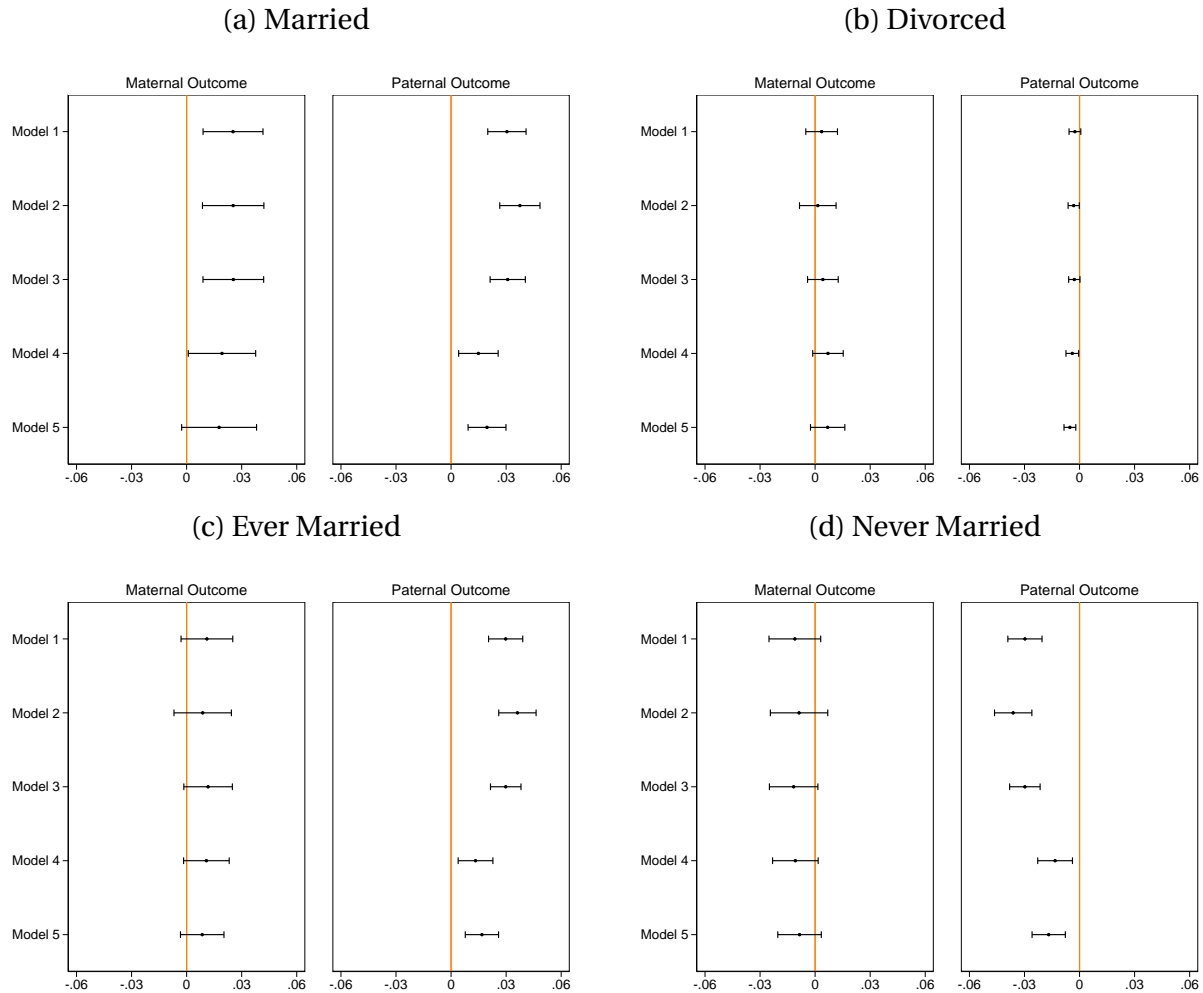 (a) Married
Maternal Outcome
Paternal Outcome
Model 1
Model 2
Model 3
Model 4
Model 5
-.06 -.03 0 .03 .06
-.06 -.03 0 .03 .06
(b) Divorced
Maternal Outcome
Paternal Outcome
Model 1
Model 2
Model 3
Model 4
Model 5
-.06 -.03 0 .03 .06
-.06 -.03 0 .03 .06
(c) Ever Married
Maternal Outcome
Paternal Outcome
Model 1
Model 2
Model 3
Model 4
Model 5
-.06 -.03 0 .03 .06
-.06 -.03 0 .03 .06
(d) Never Married
Maternal Outcome
Paternal Outcome
Model 1
Model 2
Model 3
Model 4
Model 5
-.06 -.03 0 .03 .06
-.06 -.03 0 .03 .06